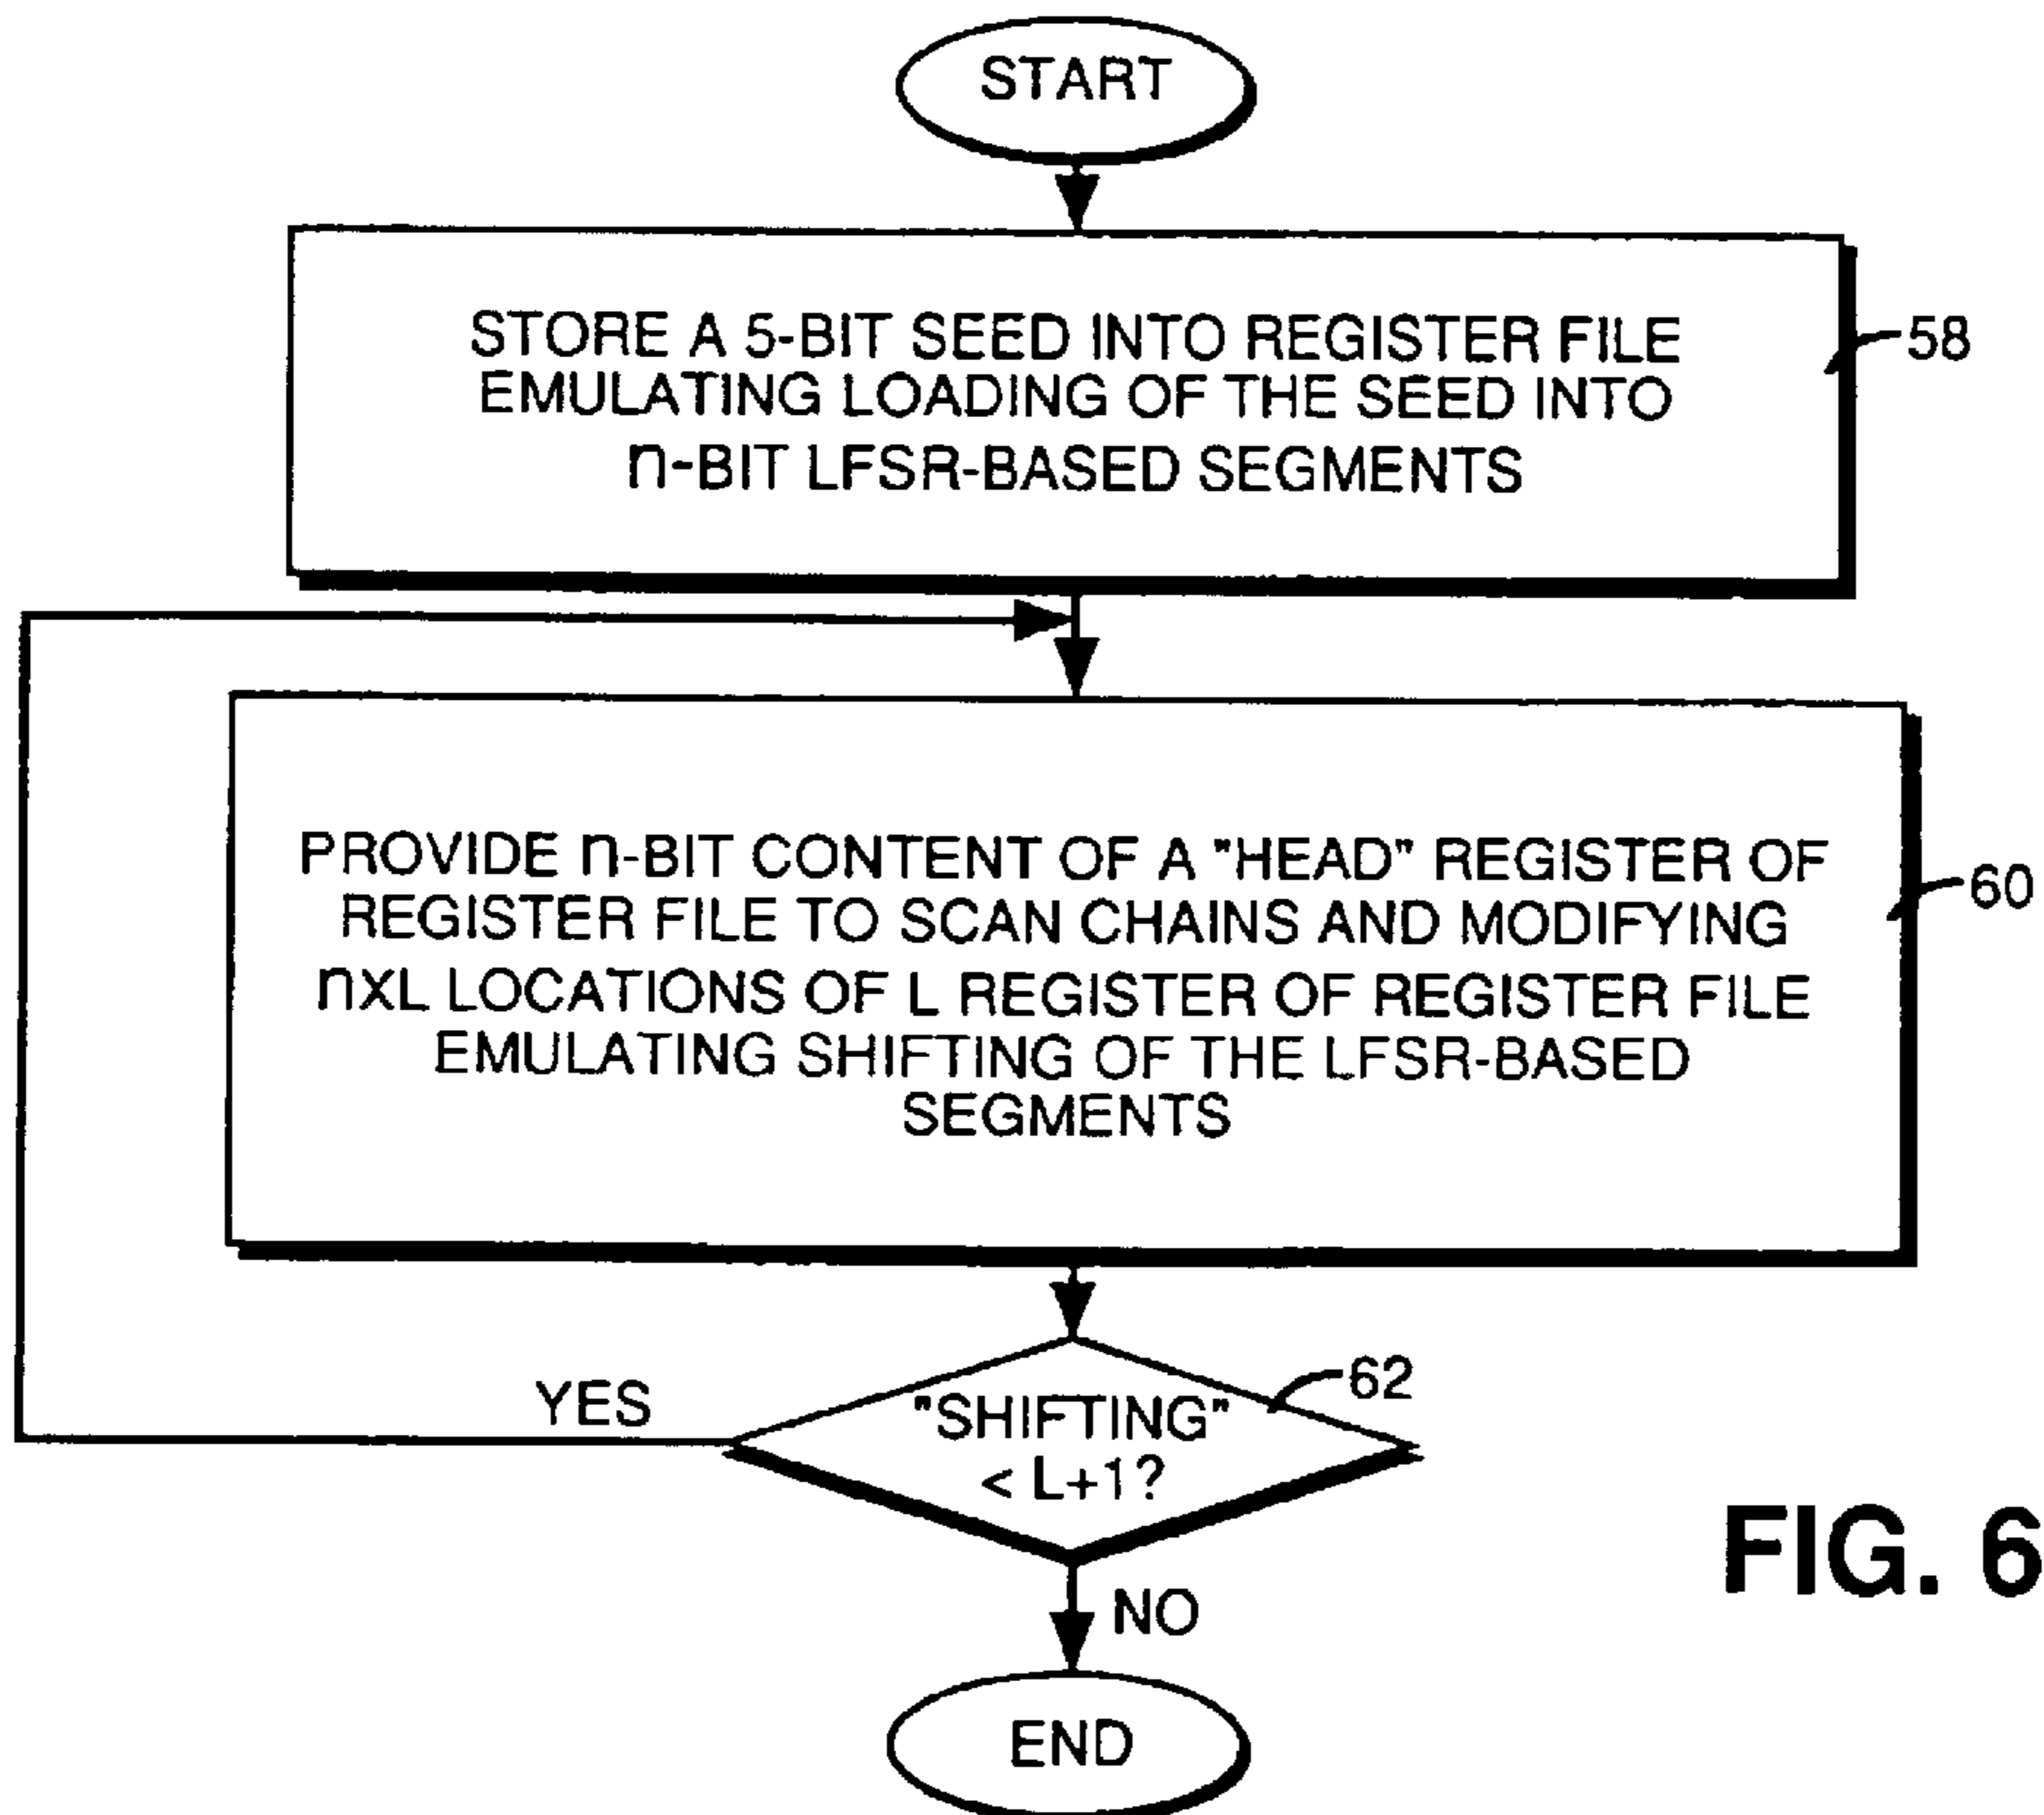 START
STORE A 5-BIT SEED INTO REGISTER FILE
EMULATING LOADING OF THE SEED INTO
n-BIT LFSR-BASED SEGMENTS
58
PROVIDE n-BIT CONTENT OF A "HEAD" REGISTER OF
REGISTER FILE TO SCAN CHAINS AND MODIFYING
nXL LOCATIONS OF L REGISTER OF REGISTER FILE
EMULATING SHIFTING OF THE LFSR-BASED
SEGMENTS
60
YES
"SHIFTING"
< L+1?
62
NO
END
FIG. 6